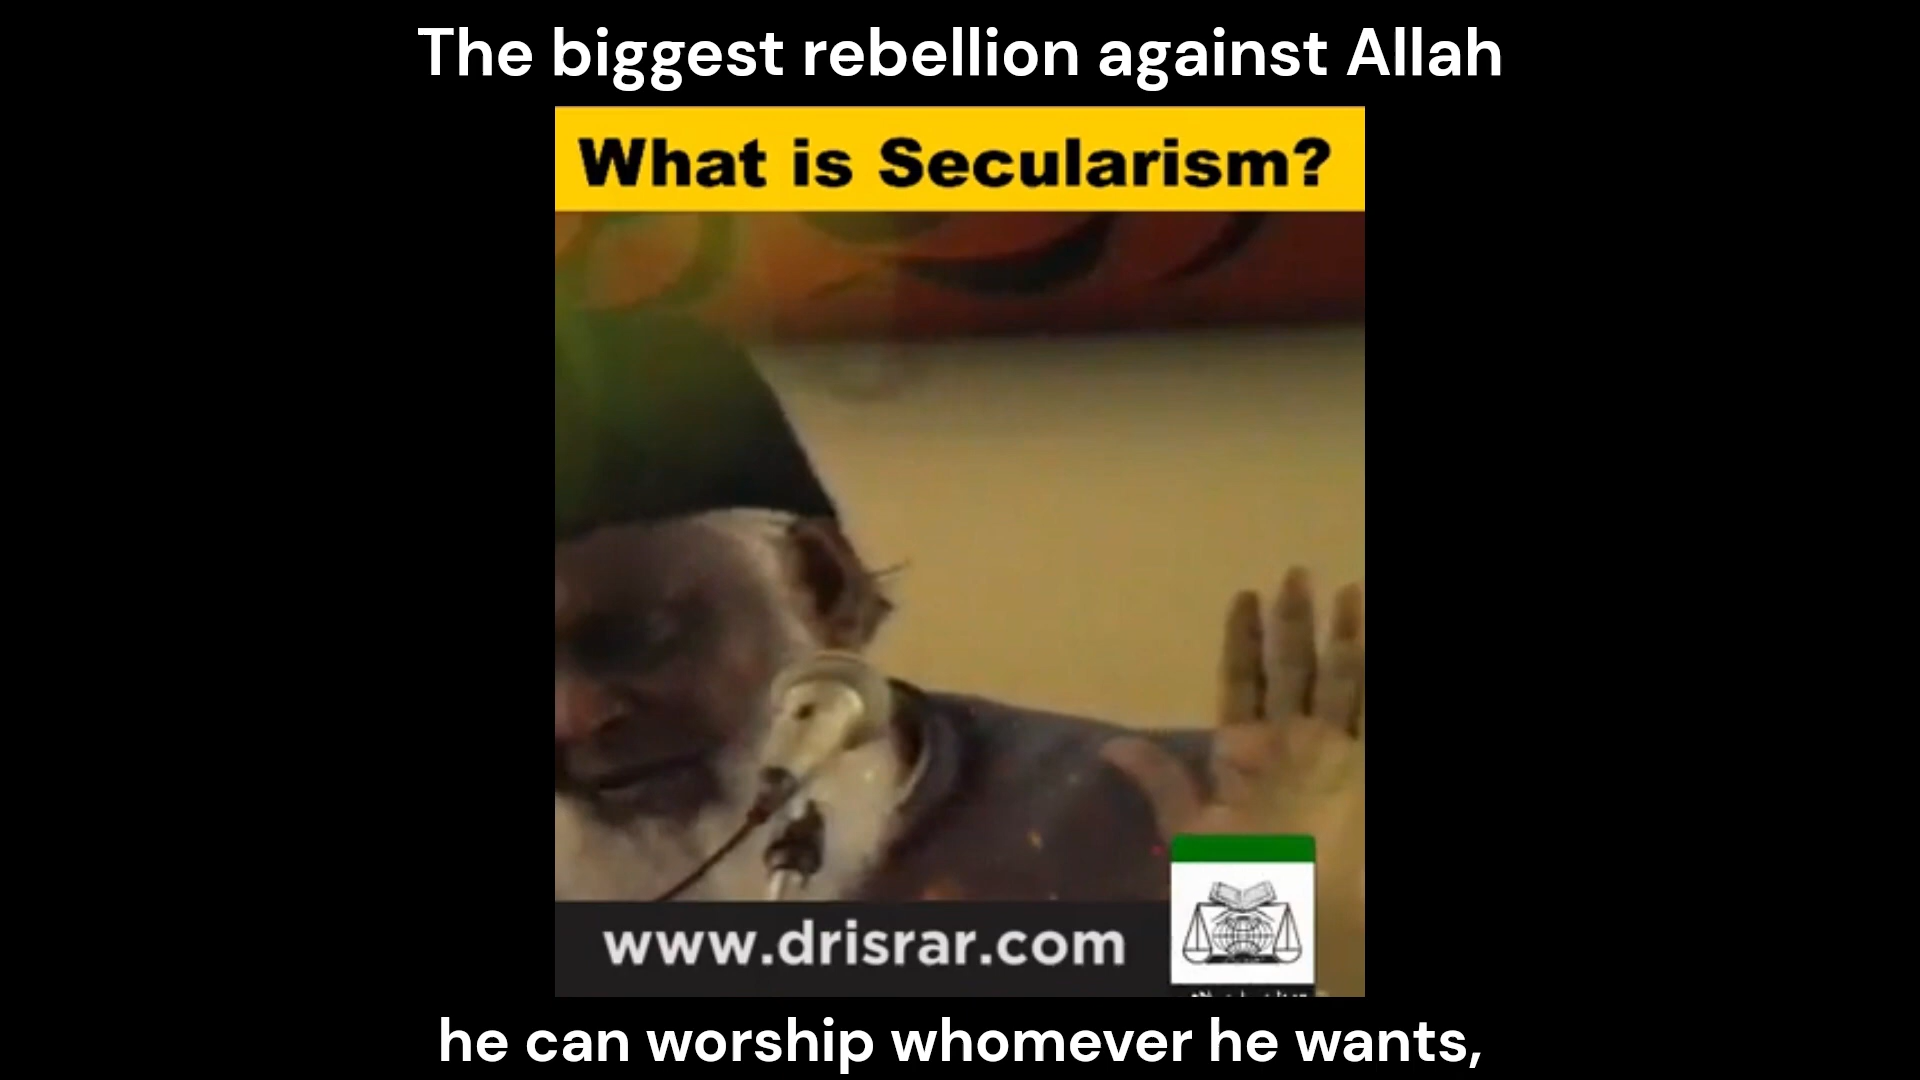 The biggest rebellion against Allah
What is Secularism?
www.drisrar.com
he can worship whomever he wants,